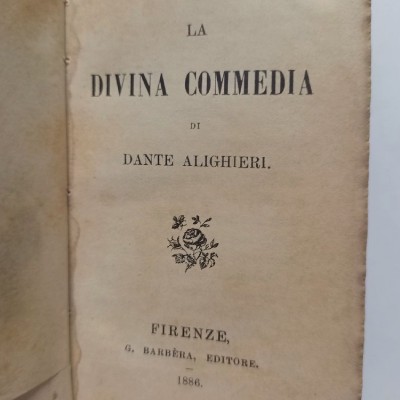 LA
DIVINA COMMEDIA
DI
DANTE ALIGHIERI.
FIRENZE,
G. BARBÈRA, EDITORE.
1886.